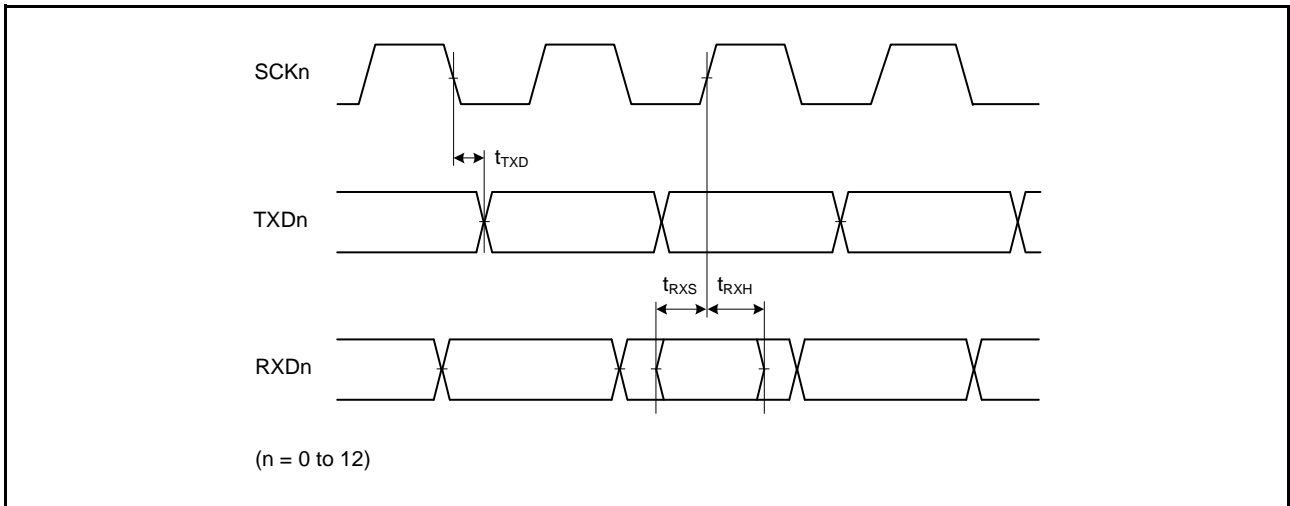 SCKn
tTXD
TXDn
tRXS tRXH
RXDn
(n = 0 to 12)